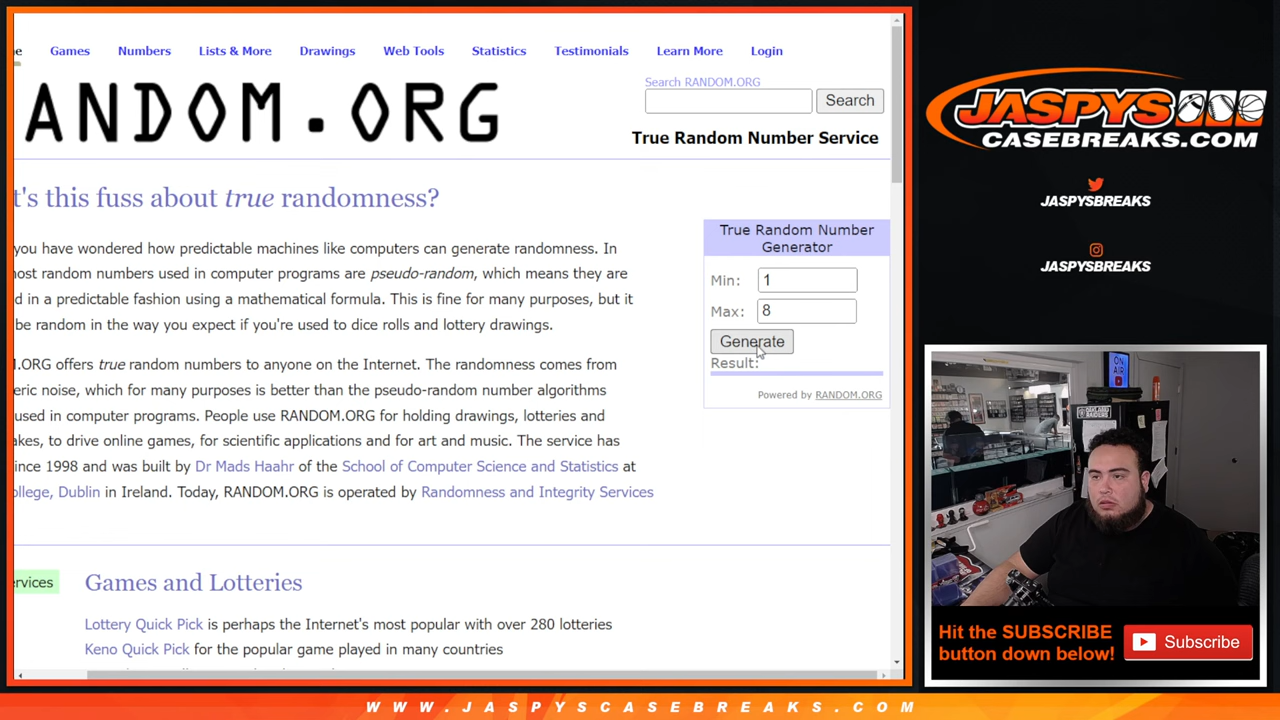 Games Numbers Lists & More Drawings Web Tools Statistics Testimonials Learn More Login
Search RANDOM.ORG
Search
ANDOM.ORG
True Random Number Service
t's this fuss about true randomness?
you have wondered how predictable machines like computers can generate randomness. In
ost random numbers used in computer programs are pseudo-random, which means they are
d in a predictable fashion using a mathematical formula. This is fine for many purposes, but it
be random in the way you expect if you're used to dice rolls and lottery drawings.
M.ORG offers true random numbers to anyone on the Internet. The randomness comes from
eric noise, which for many purposes is better than the pseudo-random number algorithms
used in computer programs. People use RANDOM.ORG for holding drawings, lotteries and
akes, to drive online games, for scientific applications and for art and music. The service has
ince 1998 and was built by Dr Mads Haahr of the School of Computer Science and Statistics at
ollege, Dublin in Ireland. Today, RANDOM.ORG is operated by Randomness and Integrity Services
True Random Number
Generator
Min: 1
Max: 8
Generate
Result:
Powered by RANDOM.ORG
ervices
Games and Lotteries
Lottery Quick Pick is perhaps the Internet's most popular with over 280 lotteries
Keno Quick Pick for the popular game played in many countries
JASPYS
CASEBREAKS.COM
JASPYSBREAKS
JASPYSBREAKS
ON
AIR
Hit the SUBSCRIBE
button down below!
Subscribe
WWW.JASPYSCASEBREAKS.COM